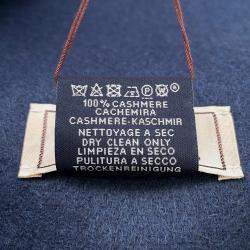 100% CASHMERE
CACHEMIRA
CASHMERE-KASCHMIR
NETTOYAGE A SEC
DRY CLEAN ONLY
LIMPIEZA EN SECO
PULITURA A SECCO
TROCKENREINIGUNG